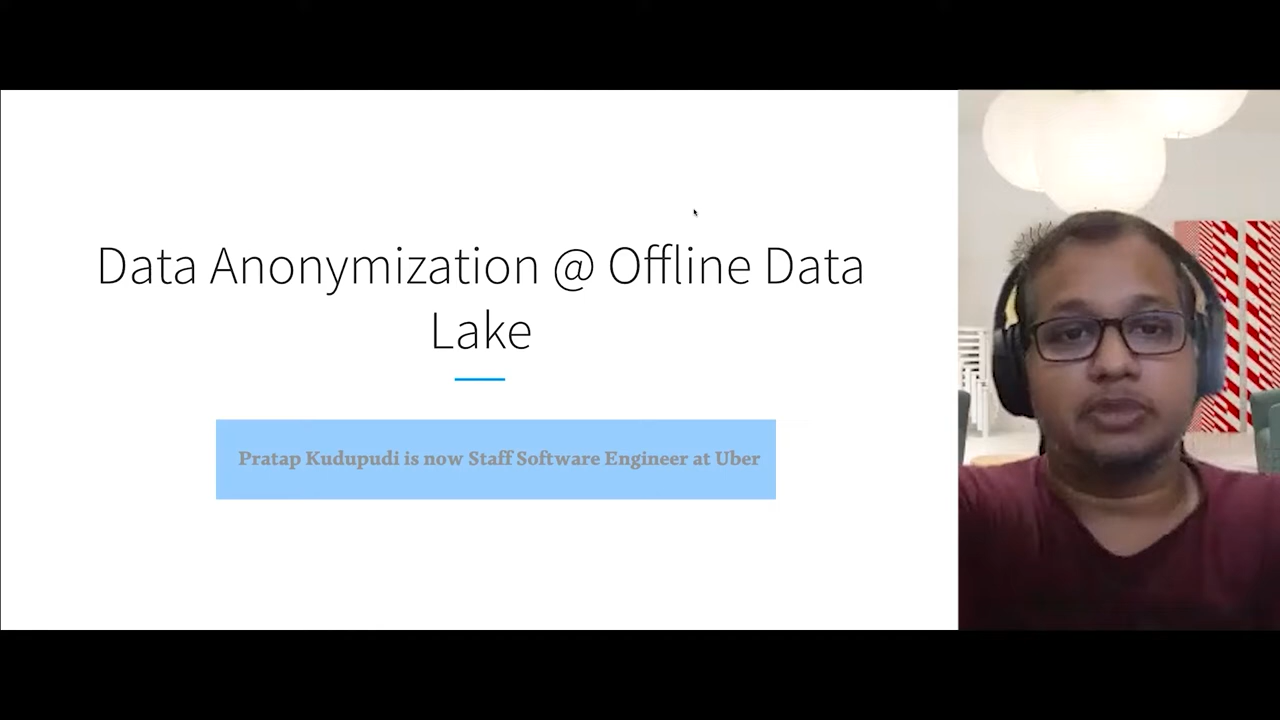 Data Anonymization @ Offline Data
Lake
Pratap Kudupudi is now Staff Software Engineer at Uber